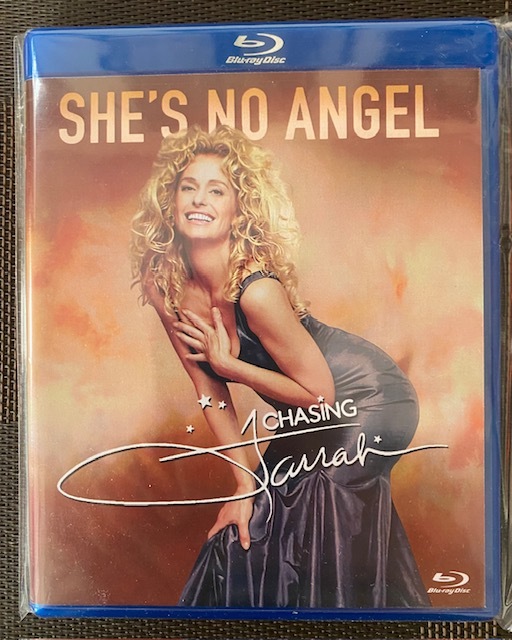 Blu-ray Disc
SHE'S NO ANGEL
CHASING
Farrah
Blu-ray Disc